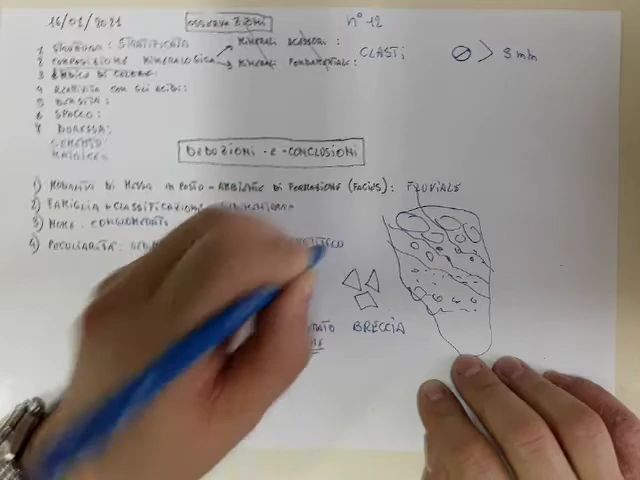 16/01/2021 OSSERVAZIONI n° 12
1 STRUTTURA: STRATIFICATA MINERALI ACCESSORI:
2 COMPOSIZIONE MINERALOGICA MINERALI FONDAMENTALI: CLASTI > 3 mm
3 INDICE DI COLORE:
4 REATTIVITÀ CON GLI ACIDI:
5 DENSITÀ:
6 SPACCO:
7 DUREZZA:
CEMENTO:
MATRICE:
DEDUZIONI E CONCLUSIONI
1) MODALITÀ DI MESSA IN POSTO - AMBIENTE DI FORMAZIONE (FACIES): FLUVIALE
2) FAMIGLIA - CLASSIFICAZIONE
3) NOME: CONGLOMERATO
4) PECULIARITÀ:
BRECCIA